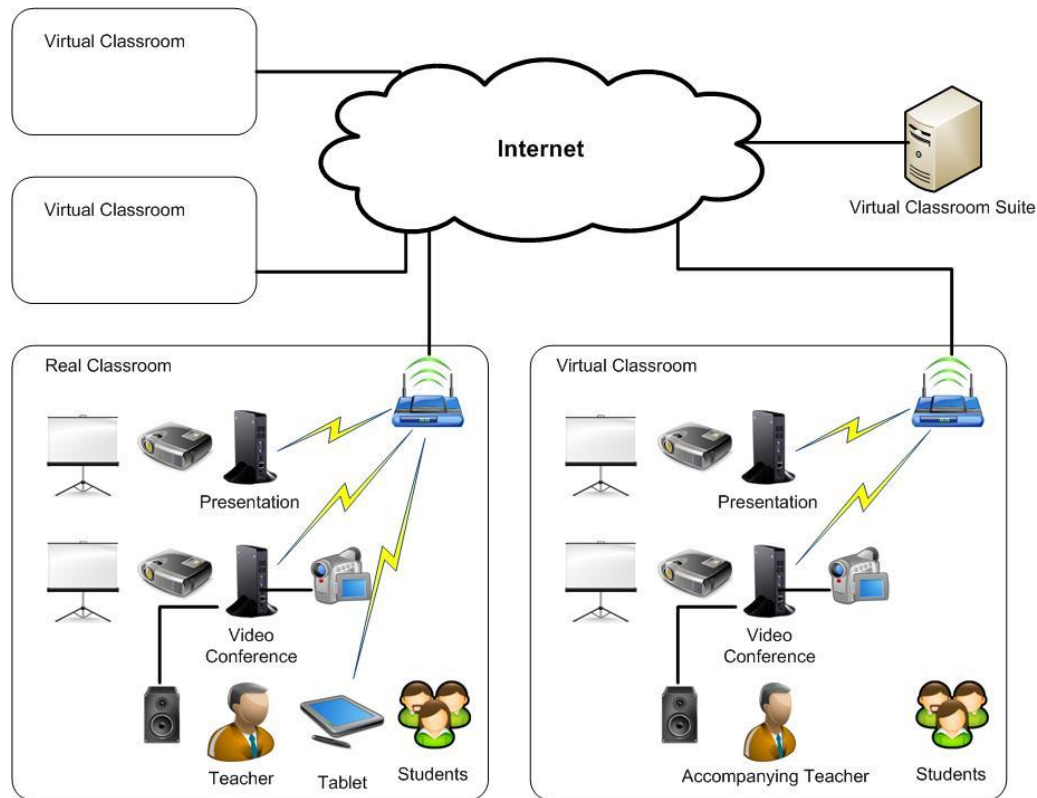 Virtual Classroom
Internet
Virtual Classroom Suite
Virtual Classroom
Real Classroom
Presentation
Video
Conference
Teacher
Tablet
Students
Virtual Classroom
Presentation
Video
Conference
Accompanying Teacher
Students